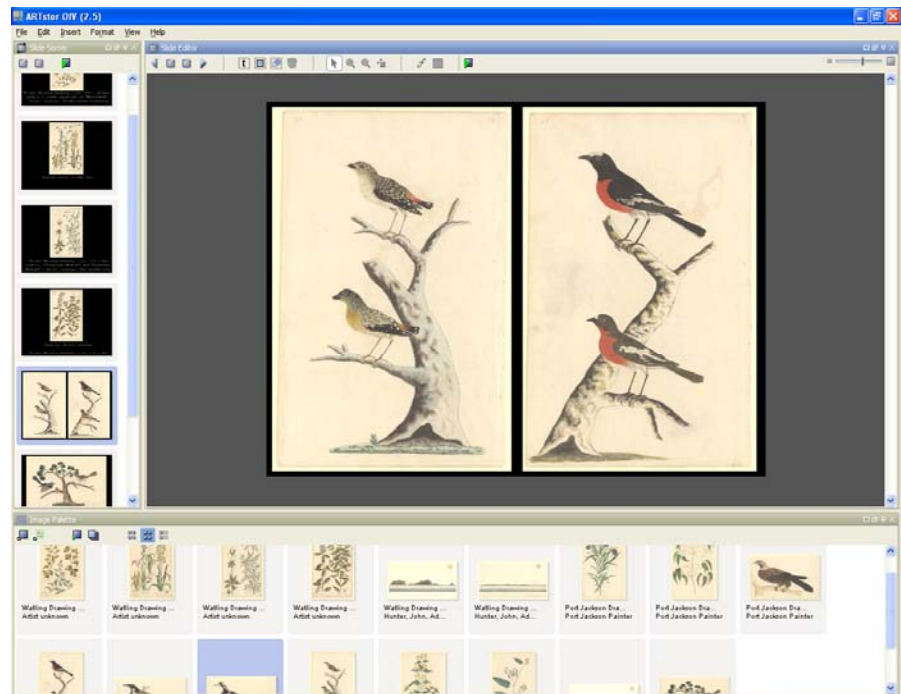 ARTstor OIV (2.5)
File Edit Insert Format View Help
Slide Sorter
Slide Editor
Image Palette
Watling Drawing ...
Artist unknown
Watling Drawing ...
Artist unknown
Watling Drawing ...
Artist unknown
Watling Drawing ...
Artist unknown
Watling Drawing ...
Hunter, John, Ad...
Watling Drawing ...
Hunter, John, Ad...
Port Jackson Dra...
Port Jackson Painter
Port Jackson Dra...
Port Jackson Painter
Port Jackson Dra...
Port Jackson Painter